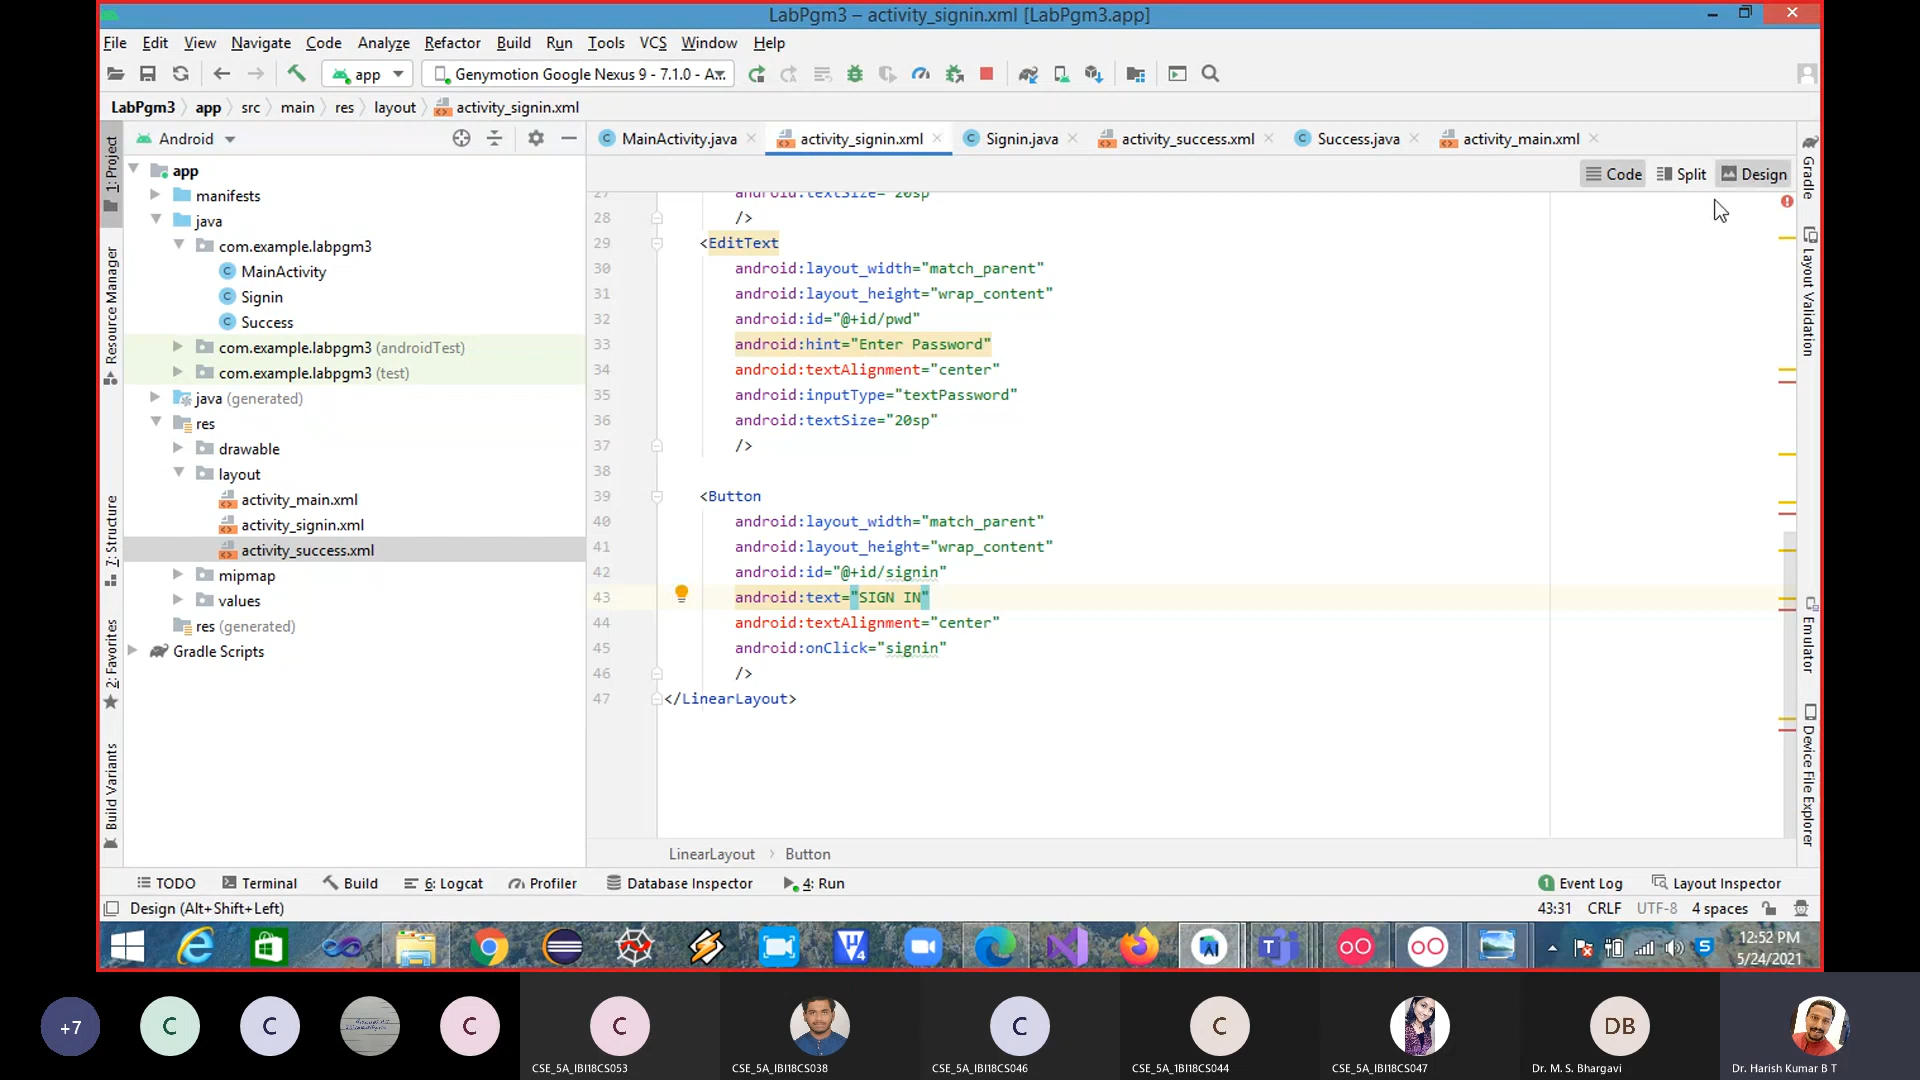 LabPgm3 – activity_signin.xml [LabPgm3.app]
File Edit View Navigate Code Analyze Refactor Build Run Tools VCS Window Help
app Genymotion Google Nexus 9 - 7.1.0 - A...
LabPgm3 app src main res layout activity_signin.xml
Android MainActivity.java activity_signin.xml Signin.java activity_success.xml Success.java activity_main.xml
Code Split Design
1: Project
Resource Manager
7: Structure
2: Favorites
Build Variants
app
manifests
java
com.example.labpgm3
MainActivity
Signin
Success
com.example.labpgm3 (androidTest)
com.example.labpgm3 (test)
java (generated)
res
drawable
layout
activity_main.xml
activity_signin.xml
activity_success.xml
mipmap
values
res (generated)
Gradle Scripts
27 android:textSize="20sp"
28 />
29 <EditText
30 android:layout_width="match_parent"
31 android:layout_height="wrap_content"
32 android:id="@+id/pwd"
33 android:hint="Enter Password"
34 android:textAlignment="center"
35 android:inputType="textPassword"
36 android:textSize="20sp"
37 />
38
39 <Button
40 android:layout_width="match_parent"
41 android:layout_height="wrap_content"
42 android:id="@+id/signin"
43 android:text="SIGN IN"
44 android:textAlignment="center"
45 android:onClick="signin"
46 />
47 </LinearLayout>
LinearLayout Button
Gradle
Layout Validation
Emulator
Device File Explorer
TODO Terminal Build 6: Logcat Profiler Database Inspector 4: Run 1 Event Log Layout Inspector
Design (Alt+Shift+Left) 43:31 CRLF UTF-8 4 spaces
12:52 PM
5/24/2021
+7 C C C C C C DB
CSE_5A_IBI18CS053 CSE_5A_IBI18CS038 CSE_5A_IBI18CS046 CSE_5A_1BI18CS044 CSE_5A_IBI18CS047 Dr. M. S. Bhargavi Dr. Harish Kumar B T